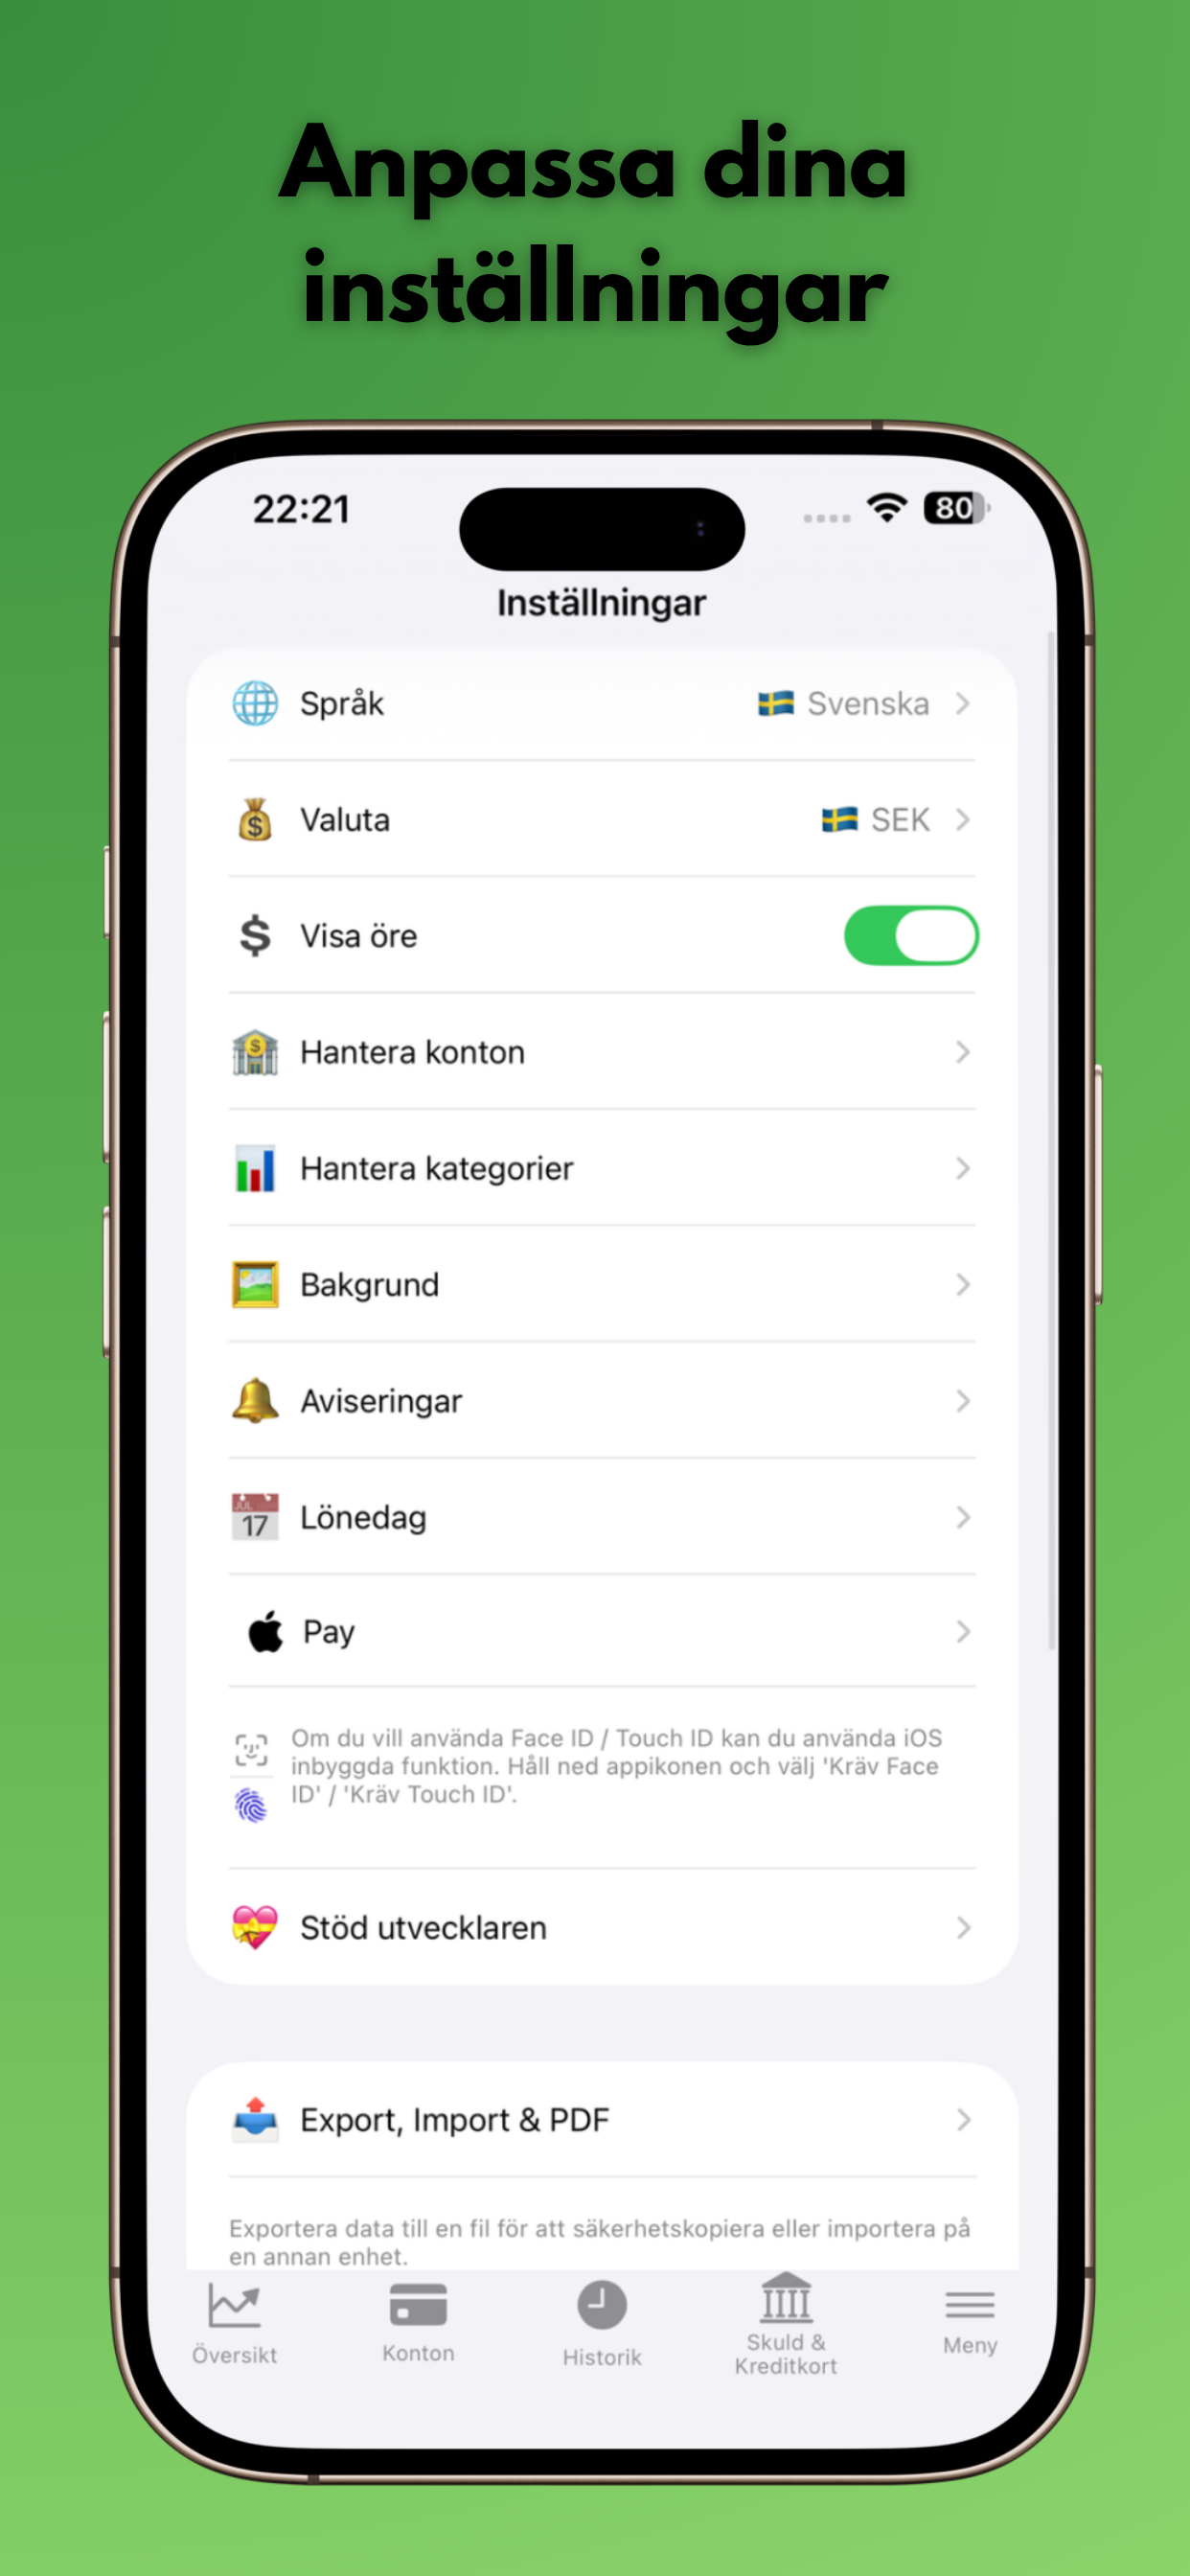 Anpassa dina
inställningar
22:21
80
Inställningar
Språk
Svenska
Valuta
SEK
$
Visa öre
Hantera konton
Hantera kategorier
Bakgrund
Aviseringar
JUL
17
Lönedag
Pay
Om du vill använda Face ID / Touch ID kan du använda iOS
inbyggda funktion. Håll ned appikonen och välj 'Kräv Face
ID' / 'Kräv Touch ID'.
Stöd utvecklaren
Export, Import & PDF
Exportera data till en fil för att säkerhetskopiera eller importera på
en annan enhet.
Översikt
Konton
Historik
Skuld &
Kreditkort
Meny